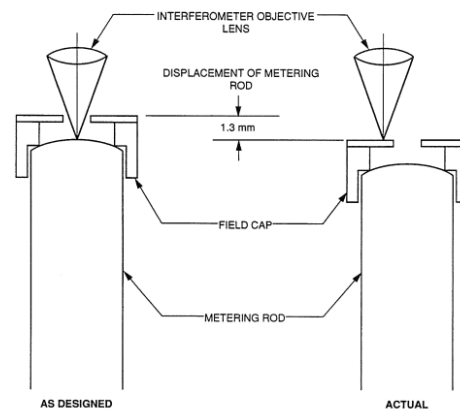 INTERFEROMETER OBJECTIVE
LENS
DISPLACEMENT OF METERING
ROD
1.3 mm
FIELD CAP
METERING ROD
AS DESIGNED
ACTUAL